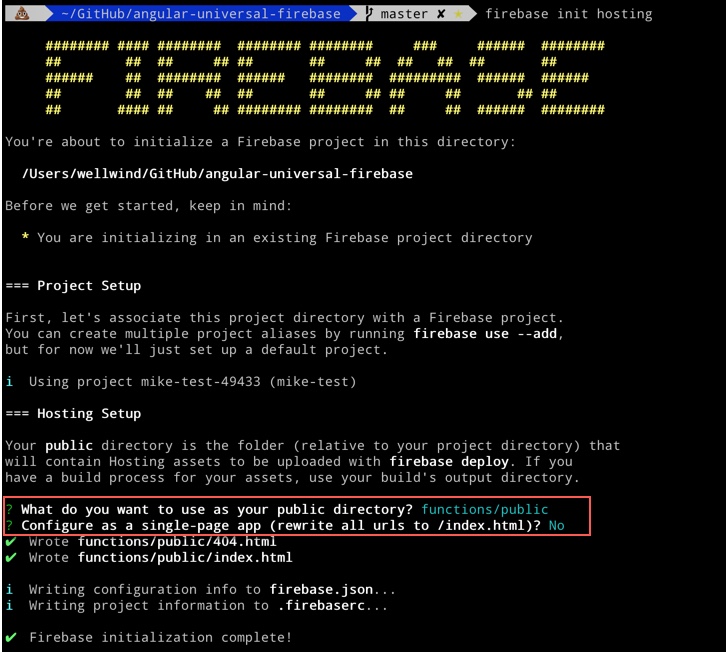 ~/GitHub/angular-universal-firebase master ✘ ★ firebase init hosting
FIREBASE
You're about to initialize a Firebase project in this directory:
/Users/wellwind/GitHub/angular-universal-firebase
Before we get started, keep in mind:
* You are initializing in an existing Firebase project directory
=== Project Setup
First, let's associate this project directory with a Firebase project.
You can create multiple project aliases by running firebase use --add,
but for now we'll just set up a default project.
i Using project mike-test-49433 (mike-test)
=== Hosting Setup
Your public directory is the folder (relative to your project directory) that
will contain Hosting assets to be uploaded with firebase deploy. If you
have a build process for your assets, use your build's output directory.
? What do you want to use as your public directory? functions/public
? Configure as a single-page app (rewrite all urls to /index.html)? No
✔ Wrote functions/public/404.html
✔ Wrote functions/public/index.html
i Writing configuration info to firebase.json...
i Writing project information to .firebaserc...
✔ Firebase initialization complete!